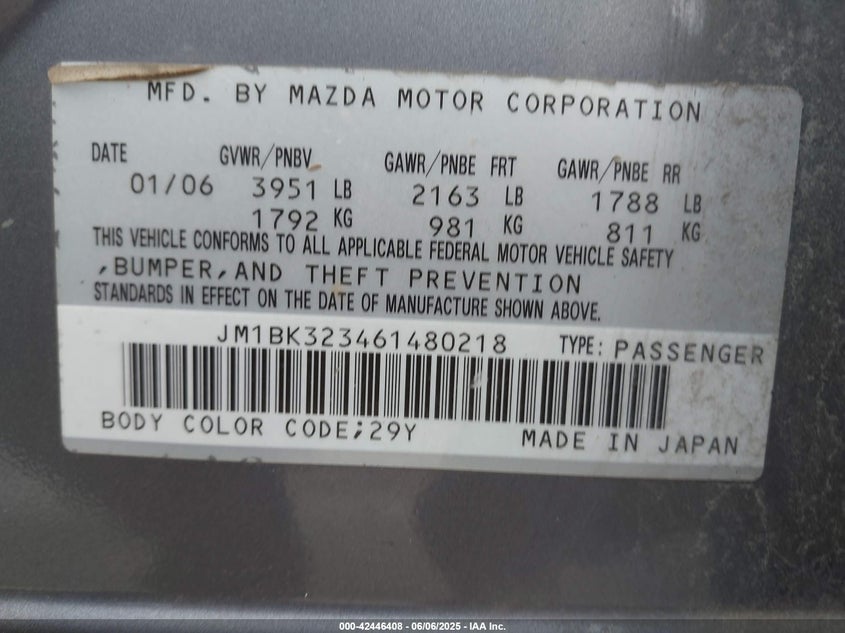 MFD. BY MAZDA MOTOR CORPORATION
DATE GVWR/PNBV GAWR/PNBE FRT GAWR/PNBE RR
01/06 3951 LB 2163 LB 1788 LB
1792 KG 981 KG 811 KG
THIS VEHICLE CONFORMS TO ALL APPLICABLE FEDERAL MOTOR VEHICLE SAFETY
,BUMPER,AND THEFT PREVENTION
STANDARDS IN EFFECT ON THE DATE OF MANUFACTURE SHOWN ABOVE.
JM1BK323461480218 TYPE: PASSENGER
BODY COLOR CODE;29Y MADE IN JAPAN
000-42446408 - 06/06/2025 - IAA Inc.